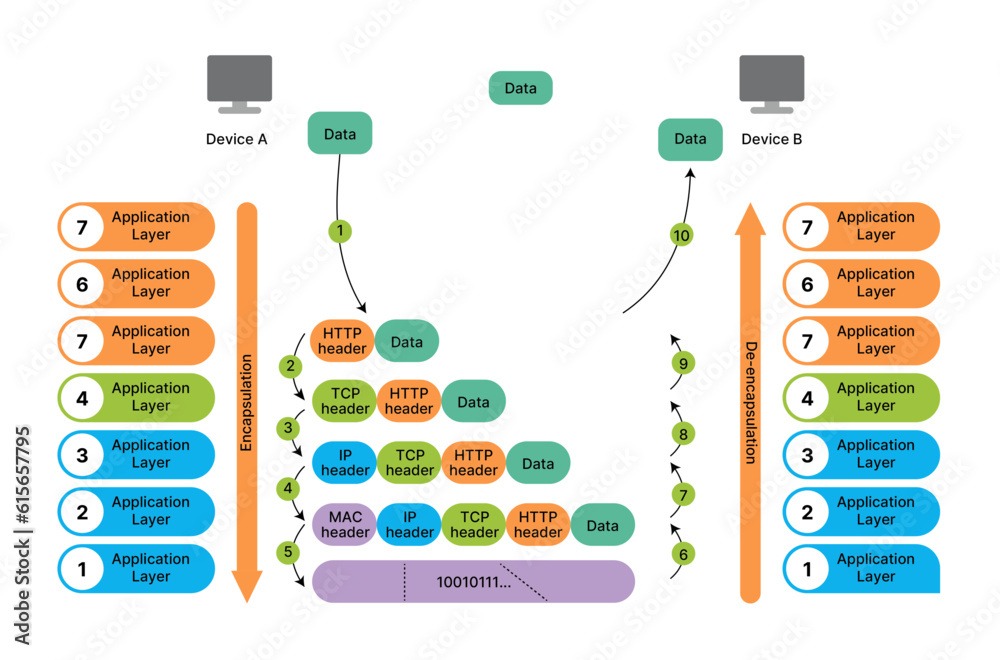 Data
Device A
Data
Data
Device B
7
Application
Layer
6
Application
Layer
7
Application
Layer
4
Application
Layer
3
Application
Layer
2
Application
Layer
1
Application
Layer
Encapsulation
1
HTTP
header
Data
2
TCP
header
HTTP
header
Data
3
IP
header
TCP
header
HTTP
header
Data
4
MAC
header
IP
header
TCP
header
HTTP
header
Data
5
10010111...
10
9
8
7
6
De-encapsulation
7
Application
Layer
6
Application
Layer
7
Application
Layer
4
Application
Layer
3
Application
Layer
2
Application
Layer
1
Application
Layer
Adobe Stock | #615657795
Adobe Stock